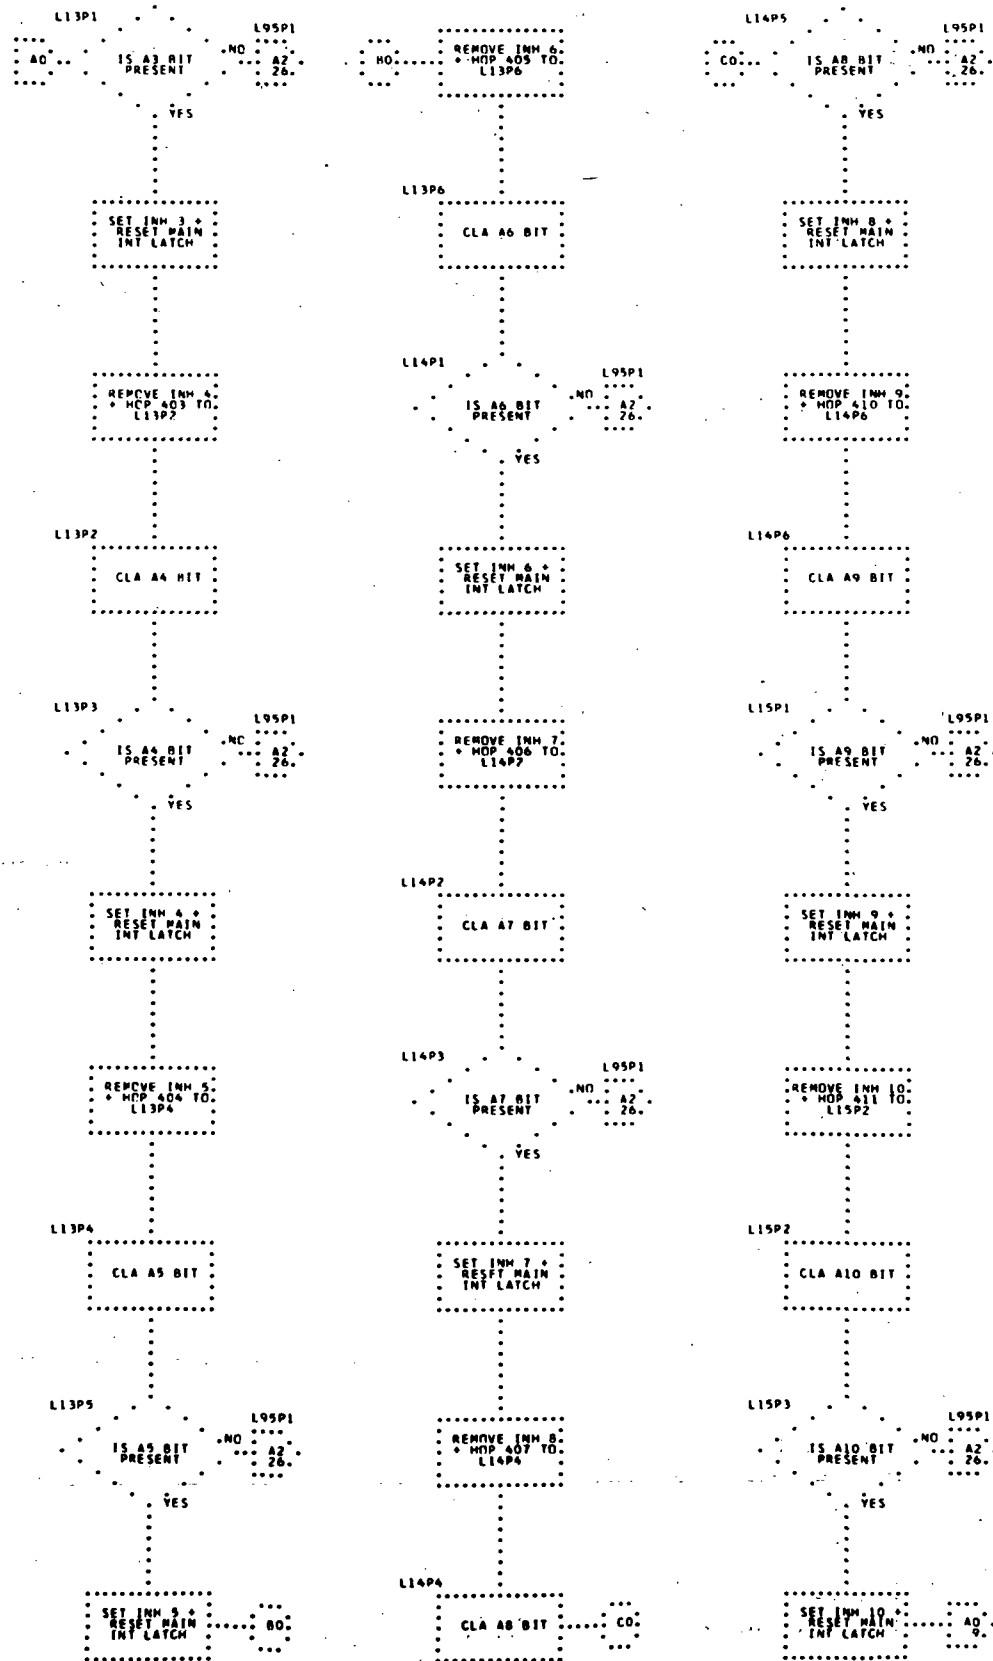 L13P1
A0
IS A3 BIT
PRESENT
NO
L95P1
A2
26.
YES
SET INH 3 +
RESET MAIN
INT LATCH
REMOVE INH 4
+ HOP 403 TO
L13P2
L13P2
CLA A4 BIT
L13P3
IS A4 BIT
PRESENT
NO
L95P1
A2
26.
YES
SET INH 4 +
RESET MAIN
INT LATCH
REMOVE INH 5
+ HOP 404 TO
L13P4
L13P4
CLA A5 BIT
L13P5
IS A5 BIT
PRESENT
NO
L95P1
A2
26.
YES
SET INH 5 +
RESET MAIN
INT LATCH
B0
B0
REMOVE INH 6
+ HOP 405 TO
L13P6
L13P6
CLA A6 BIT
L14P1
IS A6 BIT
PRESENT
NO
L95P1
A2
26.
YES
SET INH 6 +
RESET MAIN
INT LATCH
REMOVE INH 7
+ HOP 406 TO
L14P2
L14P2
CLA A7 BIT
L14P3
IS A7 BIT
PRESENT
NO
L95P1
A2
26.
YES
SET INH 7 +
RESET MAIN
INT LATCH
REMOVE INH 8
+ HOP 407 TO
L14P4
L14P4
CLA A8 BIT
C0
L14P5
C0
IS A8 BIT
PRESENT
NO
L95P1
A2
26.
YES
SET INH 8 +
RESET MAIN
INT LATCH
REMOVE INH 9
+ HOP 410 TO
L14P6
L14P6
CLA A9 BIT
L15P1
IS A9 BIT
PRESENT
NO
L95P1
A2
26.
YES
SET INH 9 +
RESET MAIN
INT LATCH
REMOVE INH 10
+ HOP 411 TO
L15P2
L15P2
CLA A10 BIT
L15P3
IS A10 BIT
PRESENT
NO
L95P1
A2
26.
YES
SET INH 10 +
RESET MAIN
INT LATCH
A0
9.